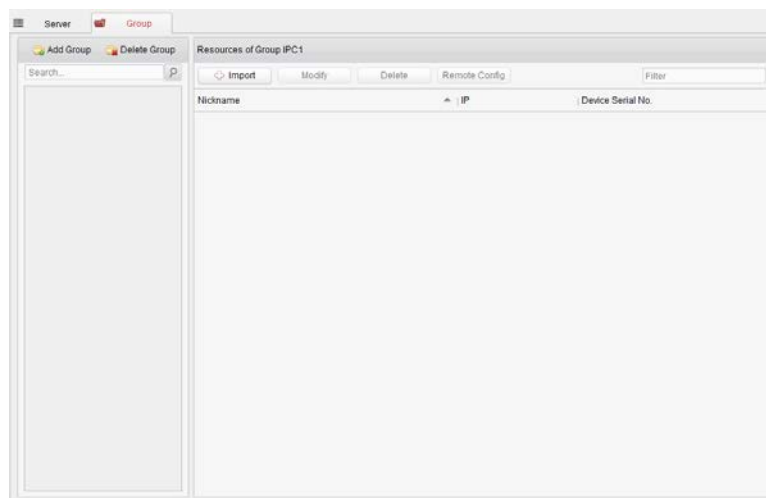 Server Group
Add Group Delete Group Resources of Group IPC1
Search... Import Modify Delete Remote Config Filter
Nickname IP Device Serial No.